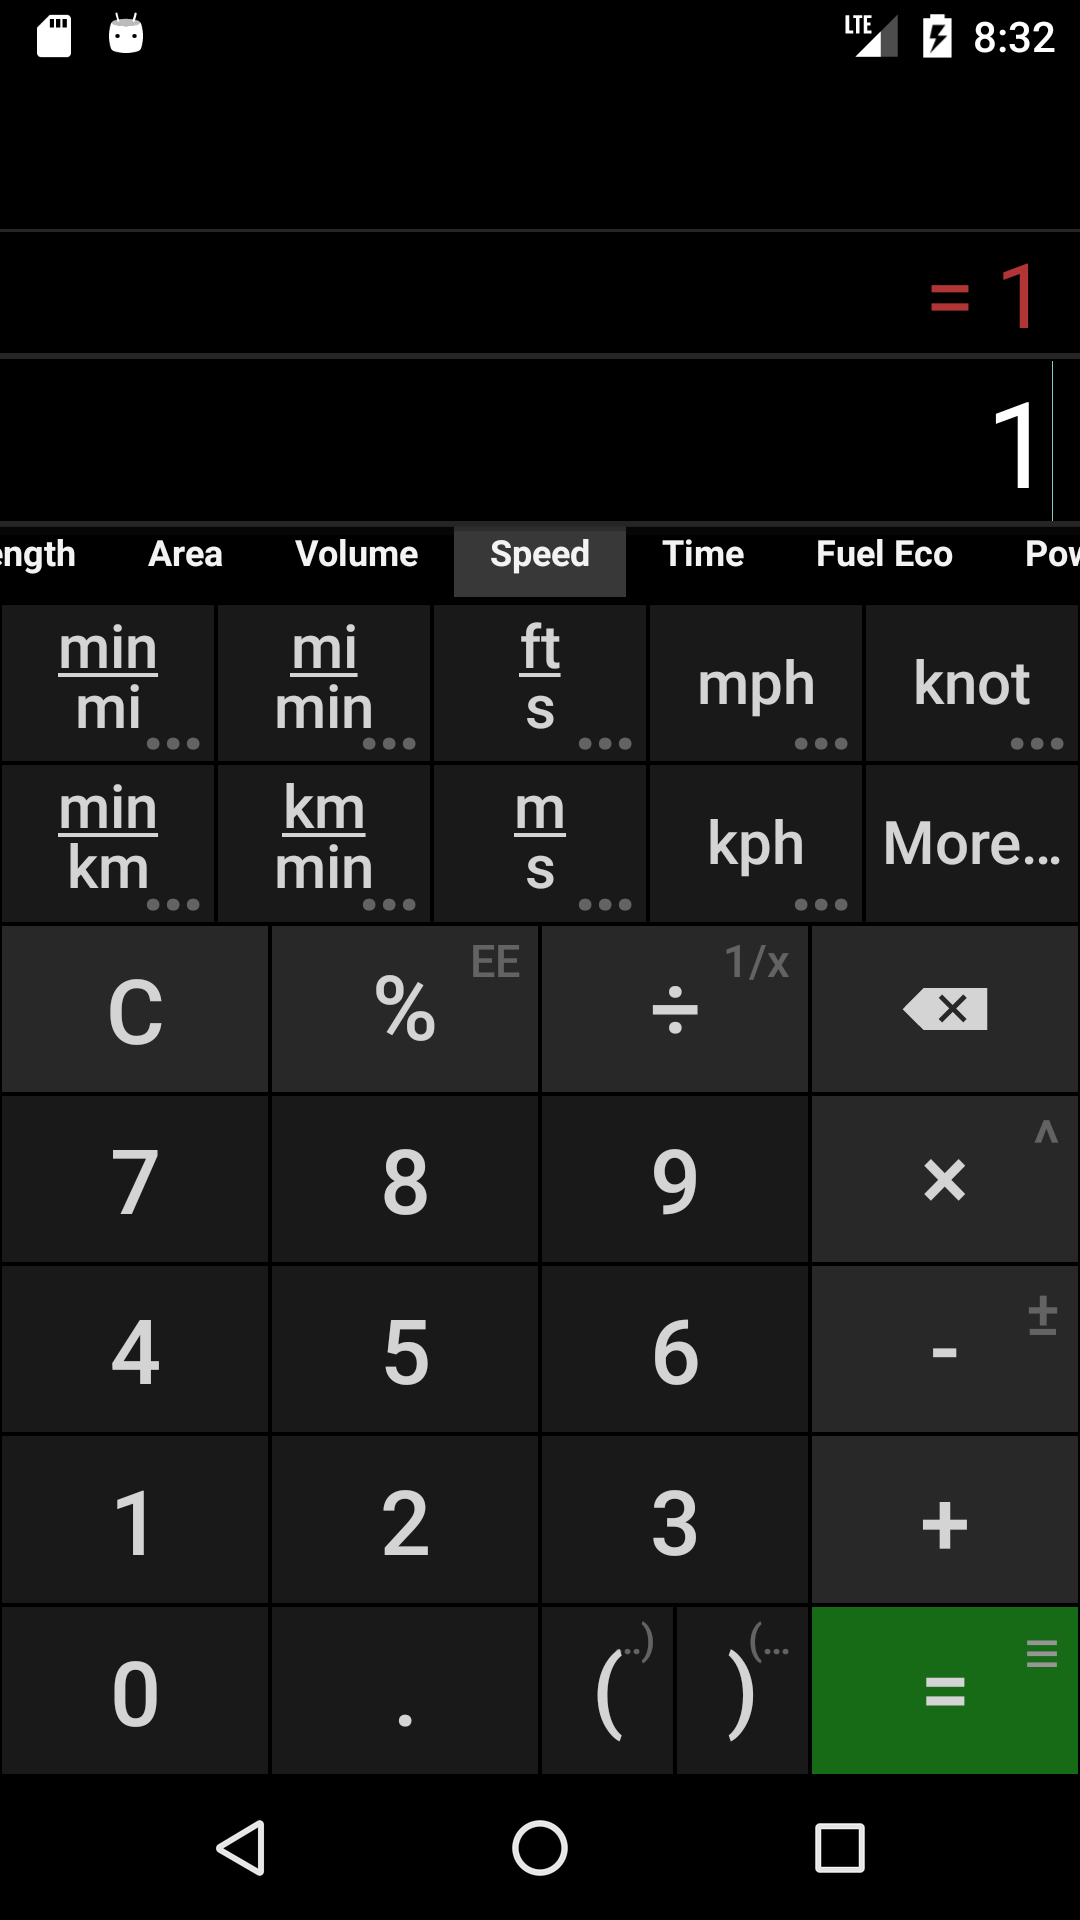 LTE 8:32
= 1
1
ength Area Volume Speed Time Fuel Eco Pow
min/mi mi/min ft/s mph knot
min/km km/min m/s kph More...
C % EE ÷ 1/x
7 8 9 × ^
4 5 6 - ±
1 2 3 +
0 . ( ..) ) (... = ≡